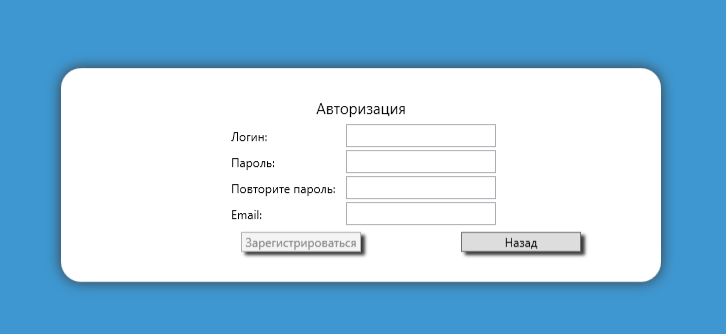 Авторизация
Логин:
Пароль:
Повторите пароль:
Email:
Зарегистрироваться Назад